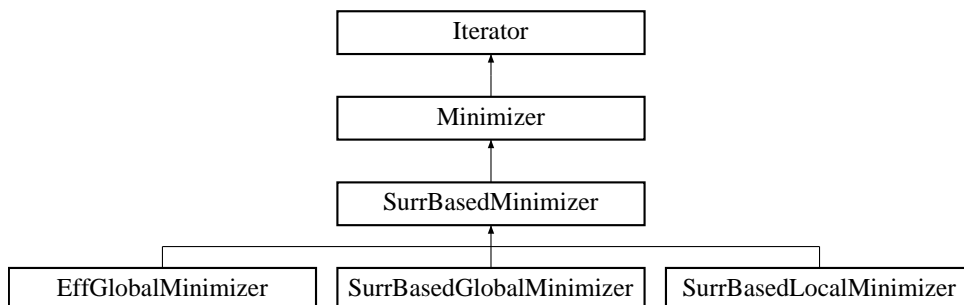 Iterator
Minimizer
SurrBasedMinimizer
EffGlobalMinimizer
SurrBasedGlobalMinimizer
SurrBasedLocalMinimizer